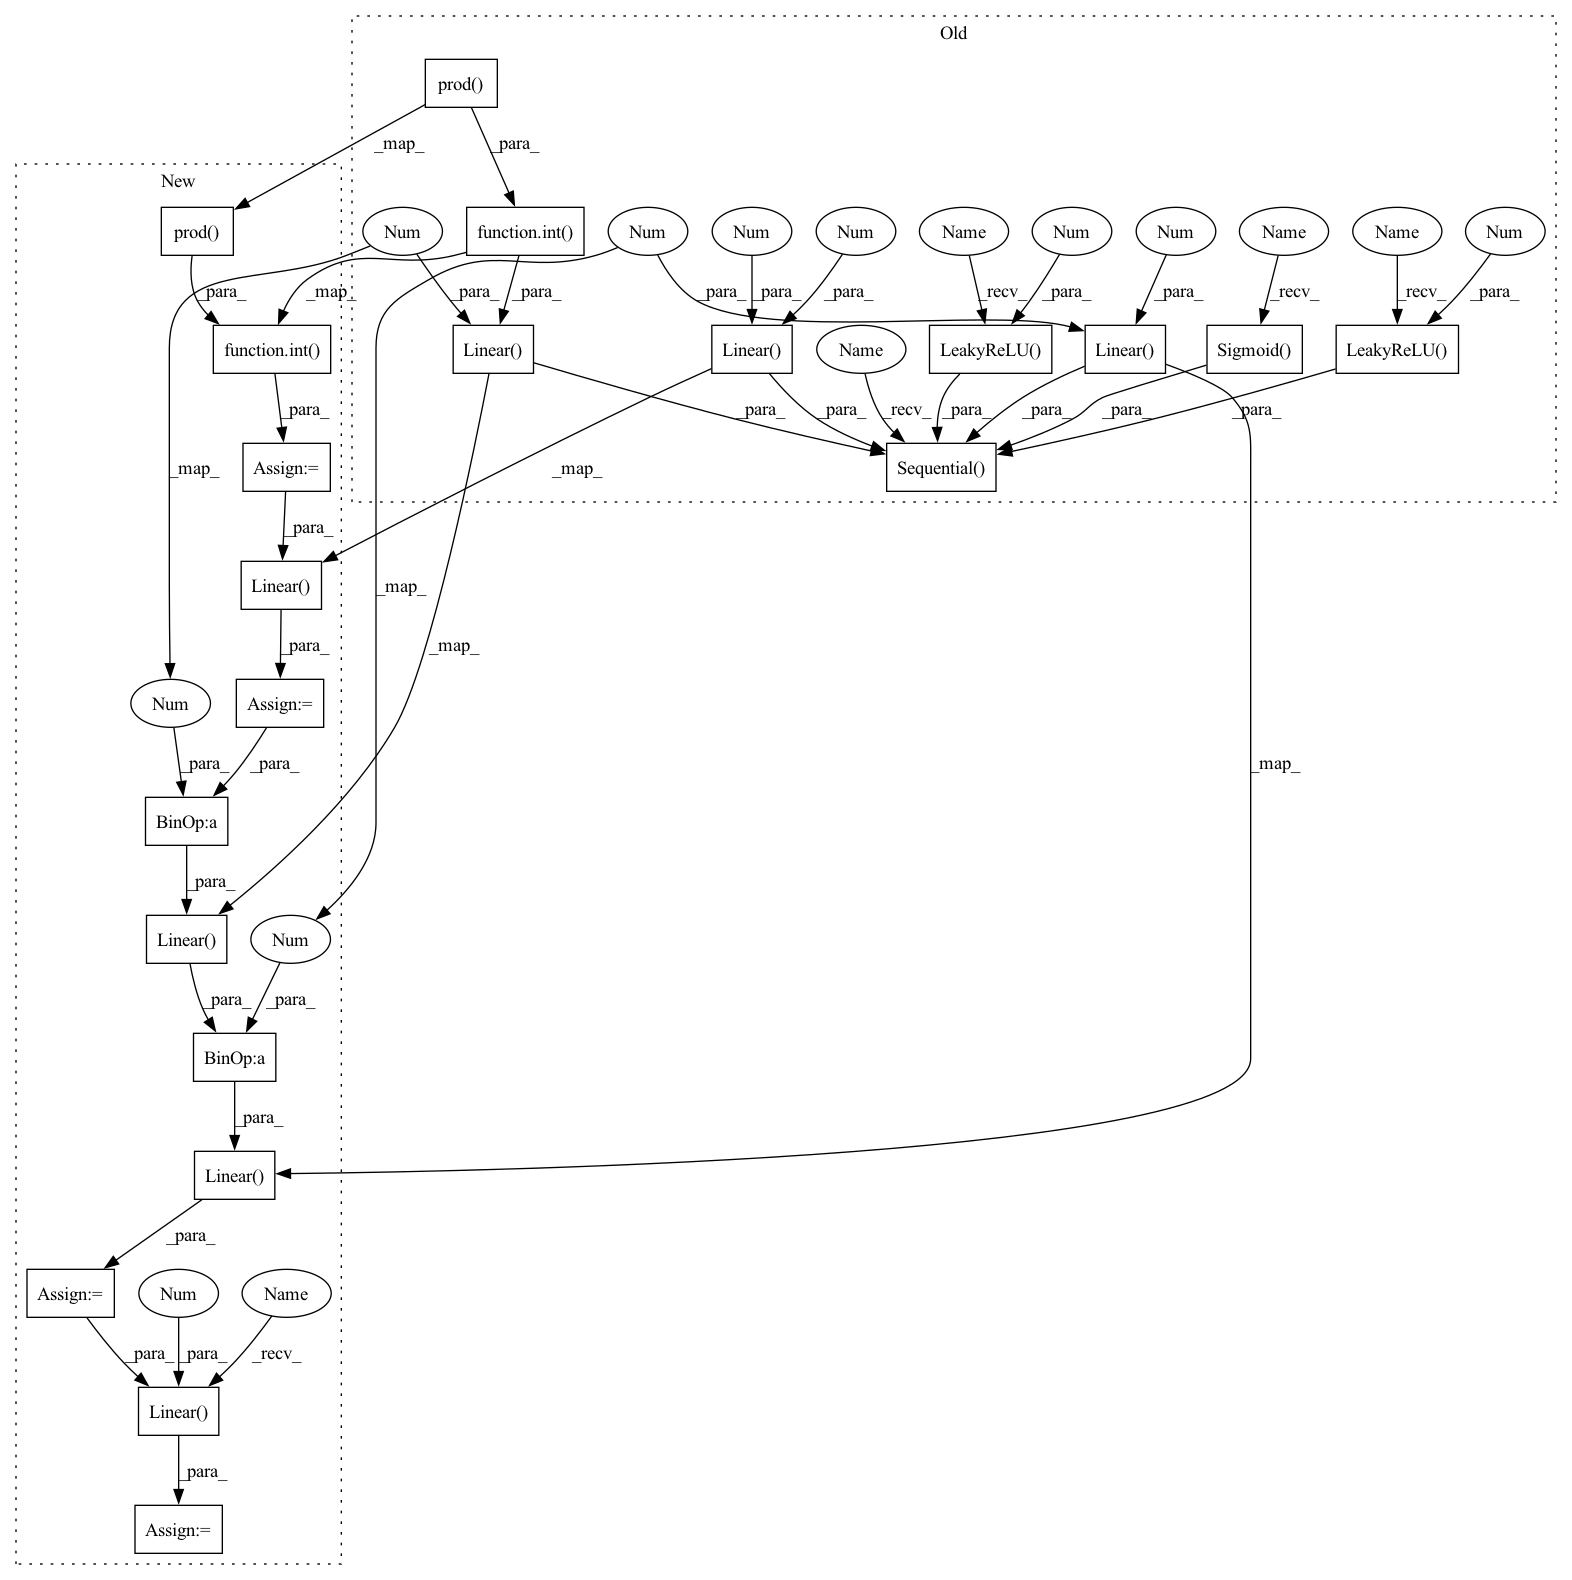 Old
prod()
_map_
_para_
New
prod()
Num
function.int()
Num
Num
Num
Name
Num
Num
Name
Name
Num
_para_
_map_
_para_
_para_
_para_
_para_
_para_
_recv_
_para_
_para_
_recv_
_recv_
_para_
function.int()
Linear()
Linear()
Name
LeakyReLU()
Linear()
Sigmoid()
LeakyReLU()
_para_
_para_
_para_
_recv_
_para_
_para_
_para_
_para_
Assign:=
_map_
_map_
Sequential()
_para_
Linear()
_map_
_para_
_map_
Num
Assign:=
_para_
_para_
_map_
BinOp:a
_para_
Linear()
Num
_para_
_para_
BinOp:a
_para_
Linear()
_para_
Assign:=
Num
Name
_para_
_para_
_recv_
Linear()
_para_
Assign:=